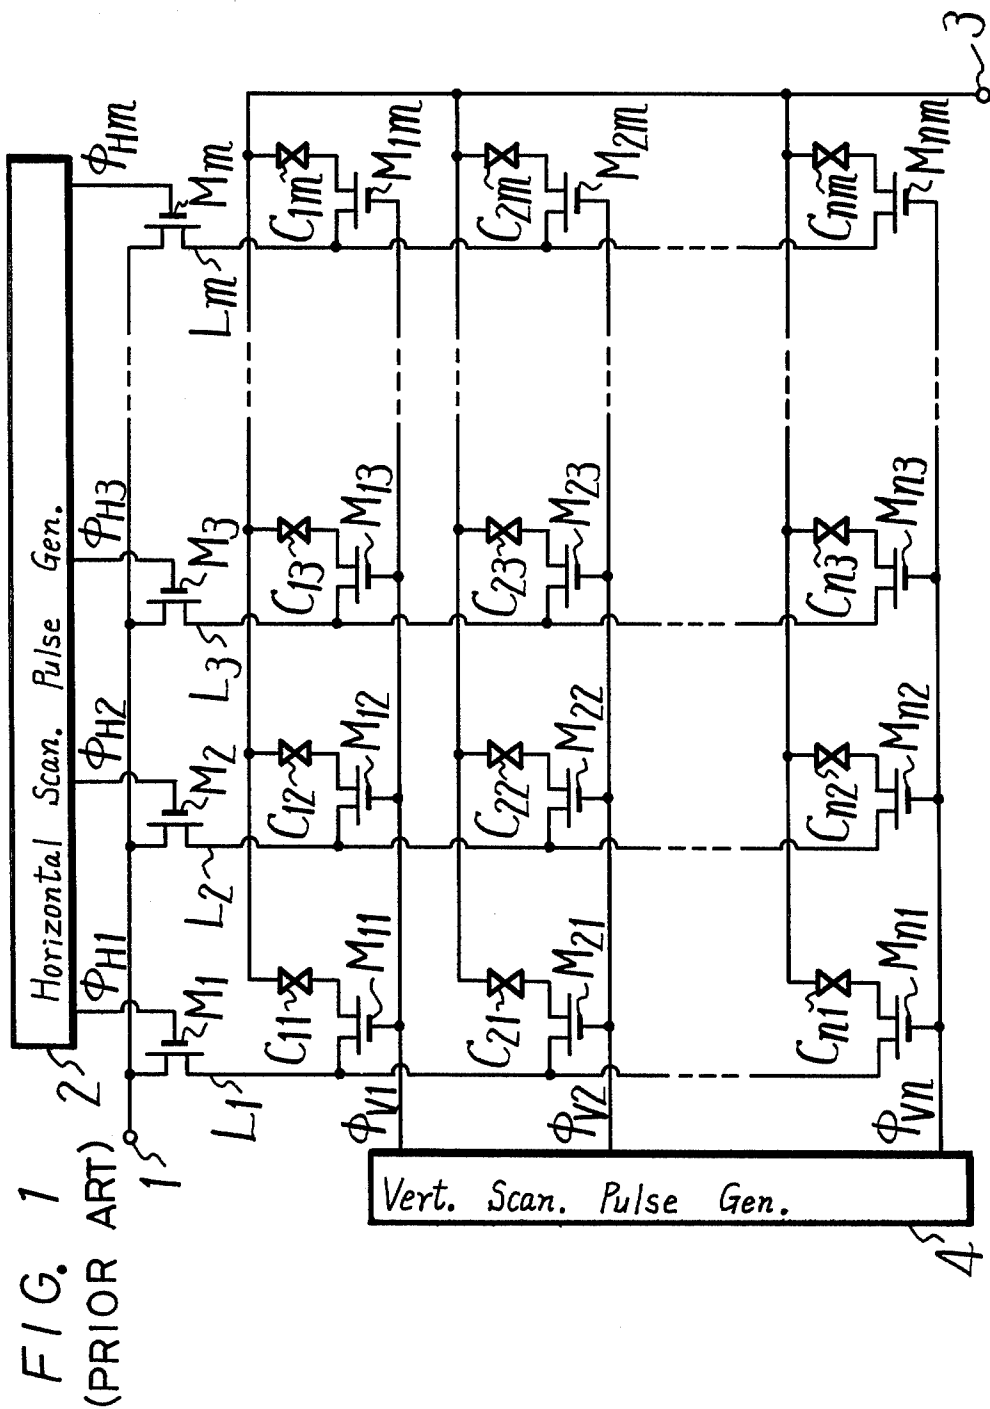 FIG. 1
(PRIOR ART)
Horizontal Scan. Pulse Gen.
2
ΦH1 ΦH2 ΦH3 ΦHm
1
M1 M2 M3 Mm
L1 L2 L3 Lm
C11 C12 C13 C1m
M11 M12 M13 M1m
ΦV1
C21 C22 C23 C2m
M21 M22 M23 M2m
ΦV2
Cn1 Cn2 Cn3 Cnm
Mn1 Mn2 Mn3 Mnm
ΦVn
Vert. Scan. Pulse Gen.
4
3